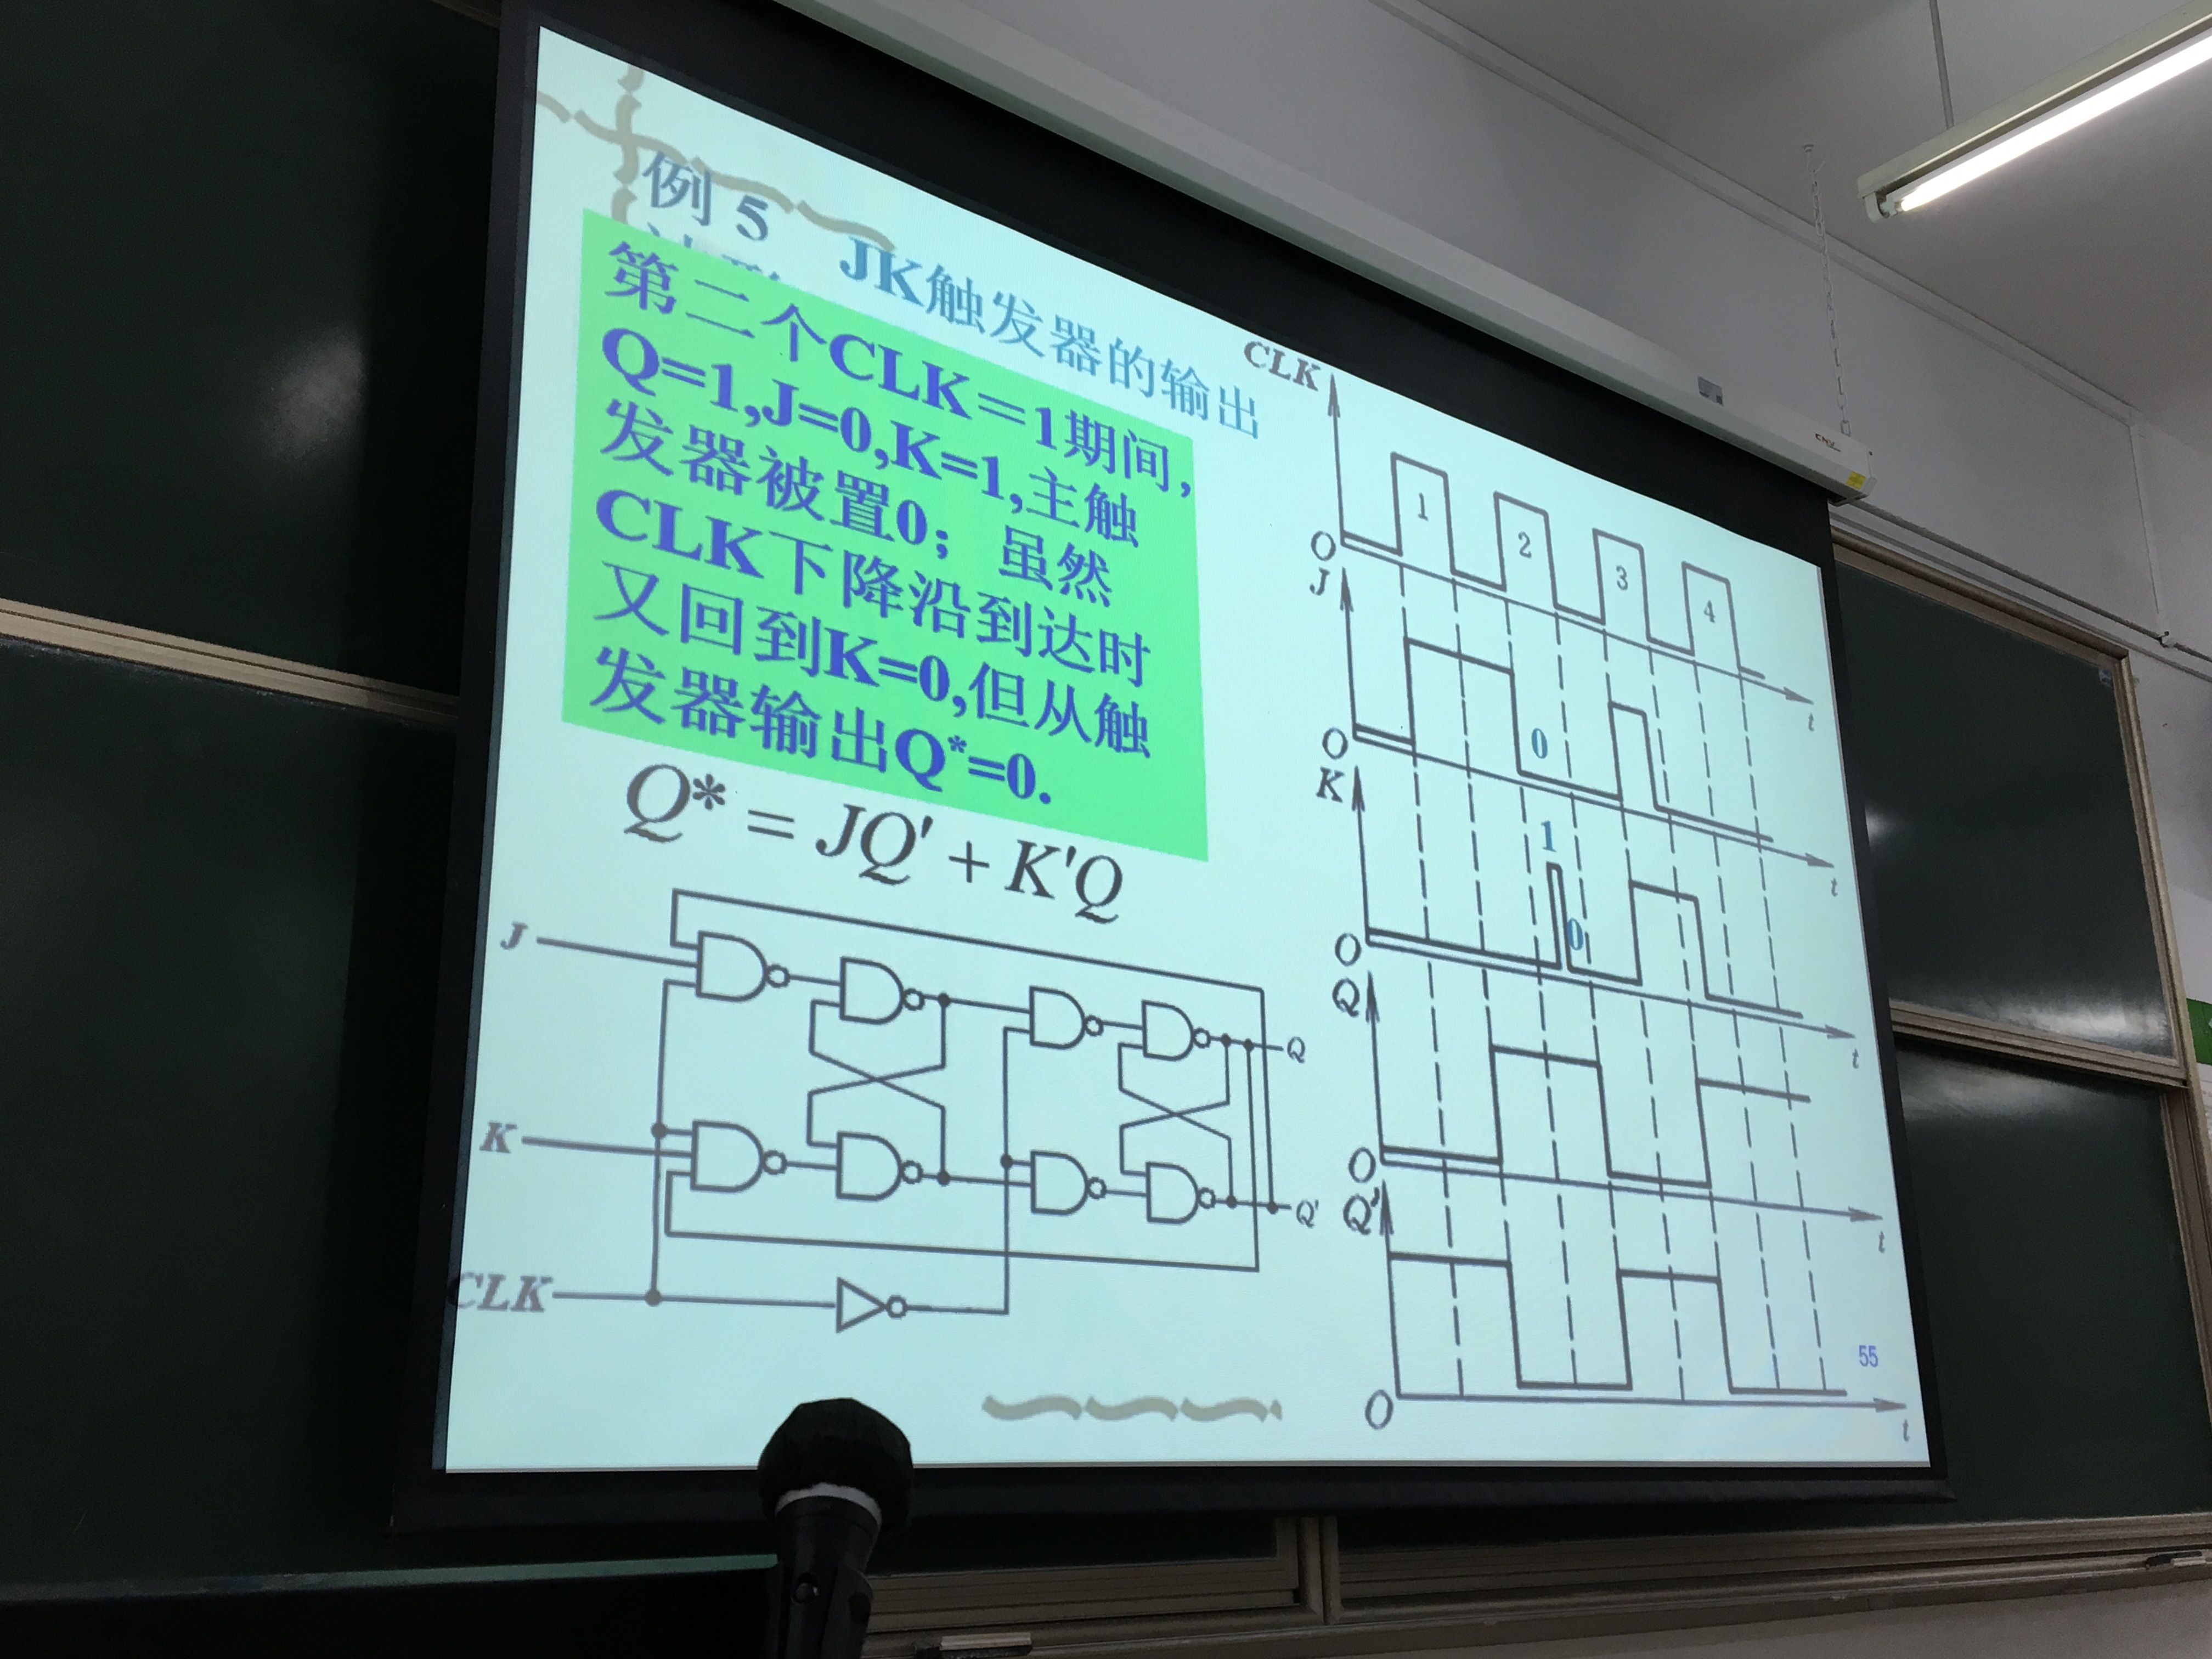 例 5 JK触发器的输出
第二个CLK=1期间,
Q=1,J=0,K=1,主触
发器被置0; 虽然
CLK下降沿到达时
又回到K=0,但从触
发器输出Q*=0.
Q* = JQ' + K'Q
J
K
CLK
Q
Q'
CLK
1
2
3
4
O
t
J
0
O
t
K
1
0
O
t
Q
O
t
Q'
O
t
55